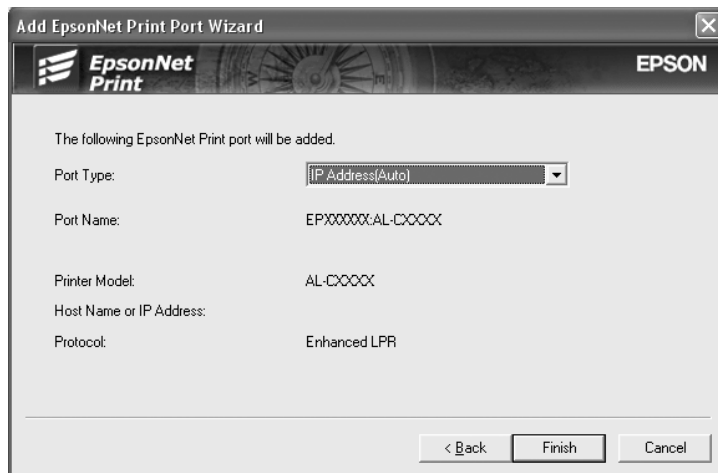 Add EpsonNet Print Port Wizard
EpsonNet
Print
EPSON
The following EpsonNet Print port will be added.
Port Type: IP Address(Auto)
Port Name: EPXXXXXX:AL-CXXXX
Printer Model: AL-CXXXX
Host Name or IP Address:
Protocol: Enhanced LPR
< Back Finish Cancel